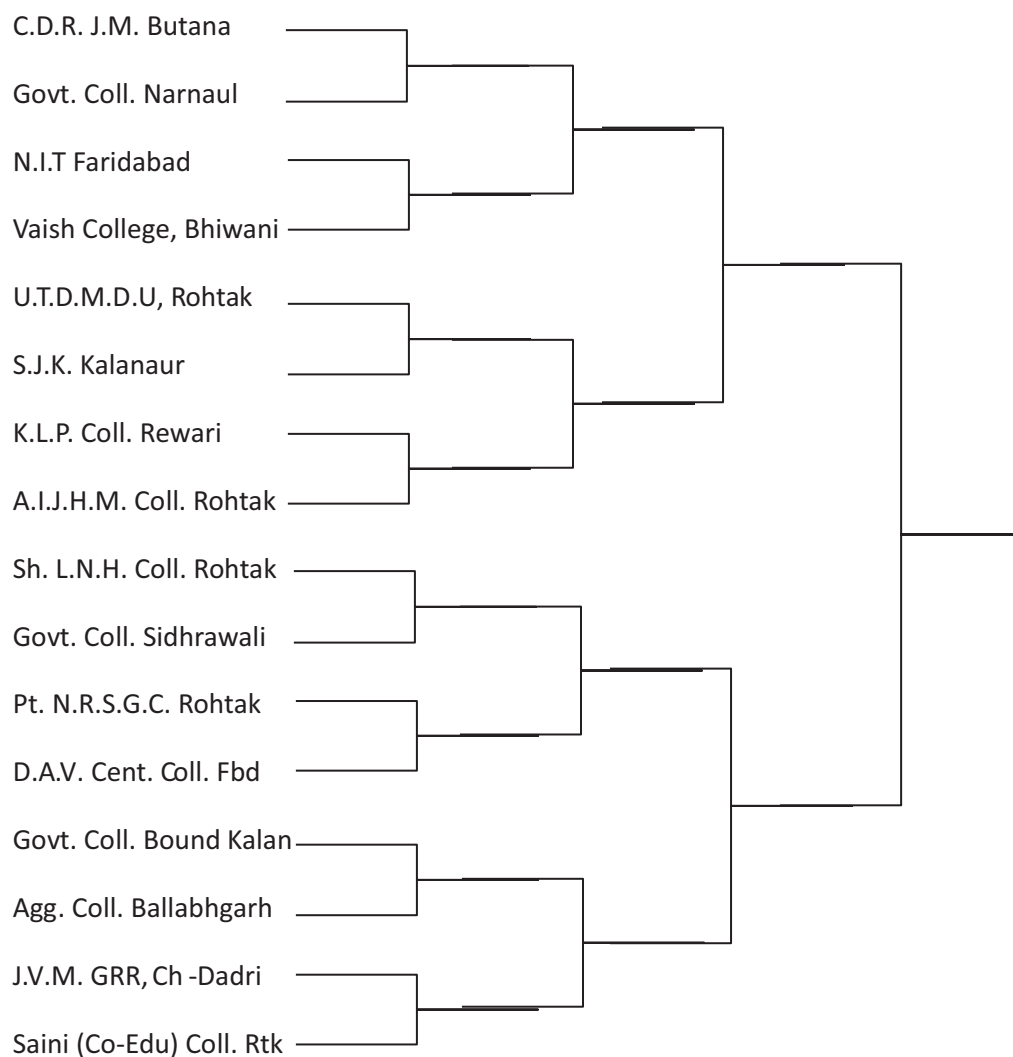 C.D.R. J.M. Butana
Govt. Coll. Narnaul
N.I.T Faridabad
Vaish College, Bhiwani
U.T.D.M.D.U, Rohtak
S.J.K. Kalanaur
K.L.P. Coll. Rewari
A.I.J.H.M. Coll. Rohtak
Sh. L.N.H. Coll. Rohtak
Govt. Coll. Sidhrawali
Pt. N.R.S.G.C. Rohtak
D.A.V. Cent. Coll. Fbd
Govt. Coll. Bound Kalan
Agg. Coll. Ballabhgarh
J.V.M. GRR, Ch -Dadri
Saini (Co-Edu) Coll. Rtk